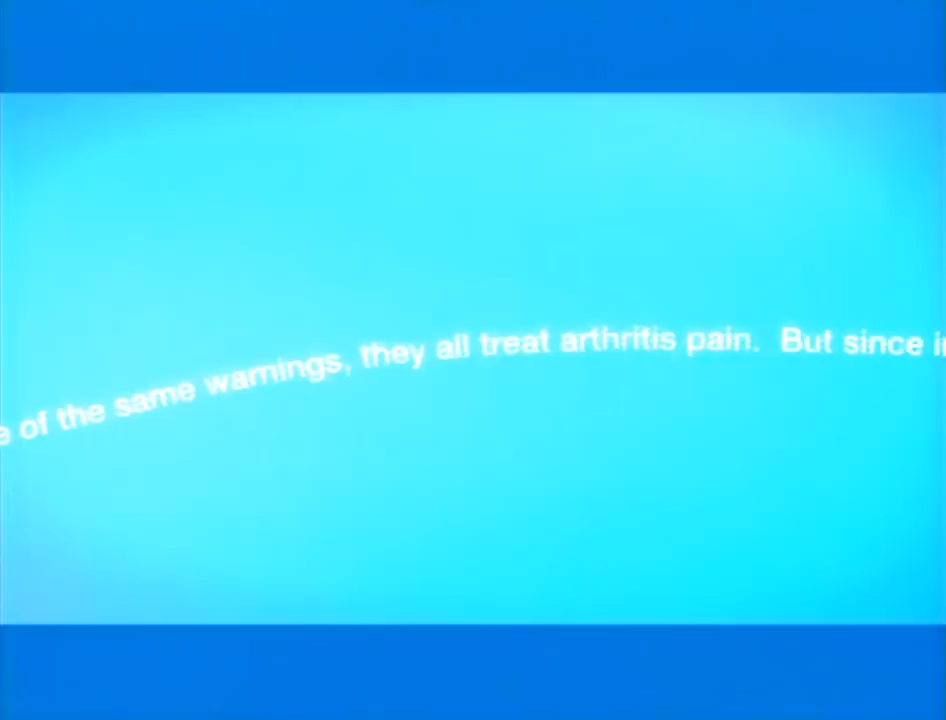 of the same warnings, they all treat arthritis pain. But since